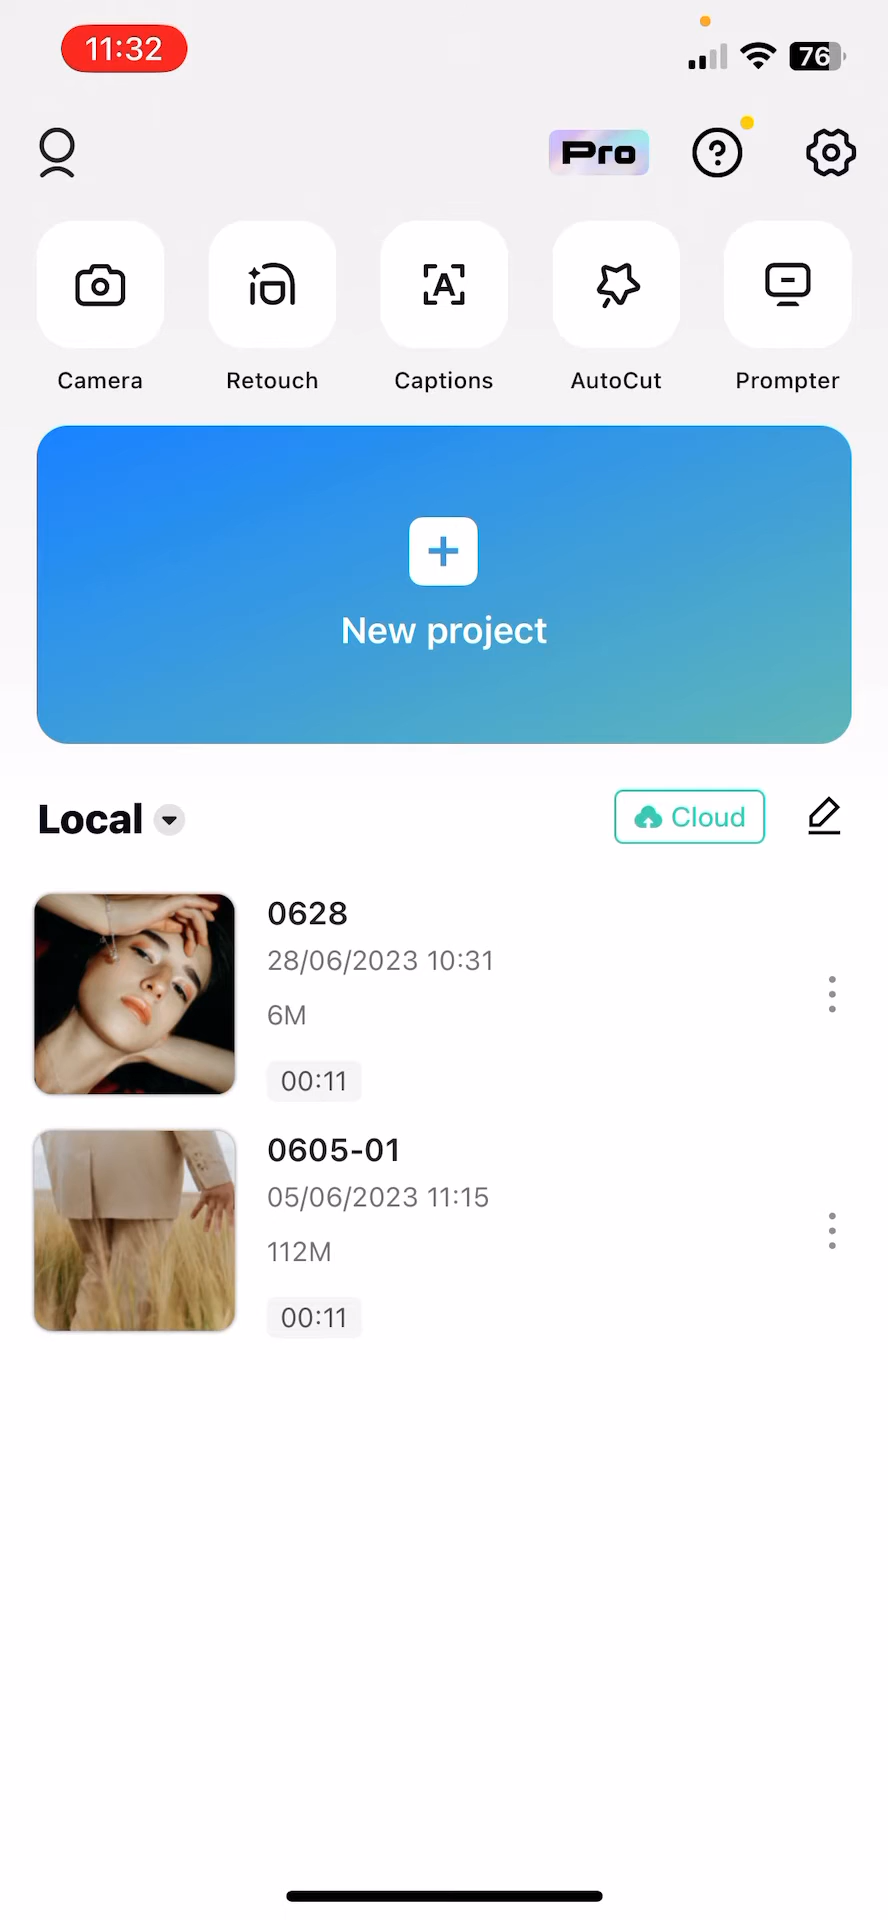 11:32
76
Pro
Camera
Retouch
Captions
AutoCut
Prompter
New project
Local
Cloud
0628
28/06/2023 10:31
6M
00:11
0605-01
05/06/2023 11:15
112M
00:11